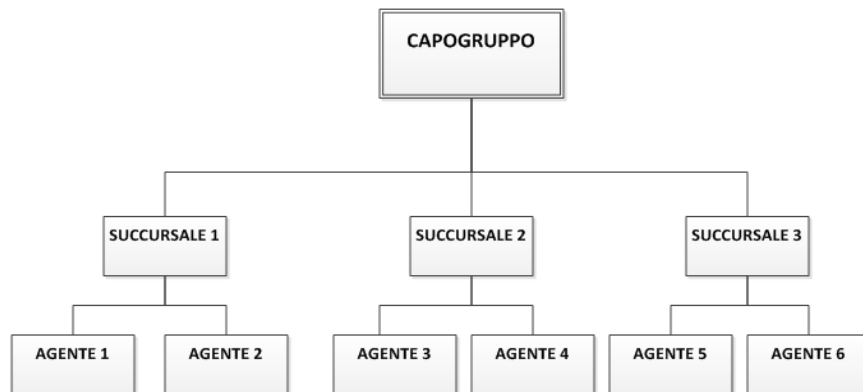 CAPOGRUPPO
SUCCURSALE 1
SUCCURSALE 2
SUCCURSALE 3
AGENTE 1
AGENTE 2
AGENTE 3
AGENTE 4
AGENTE 5
AGENTE 6